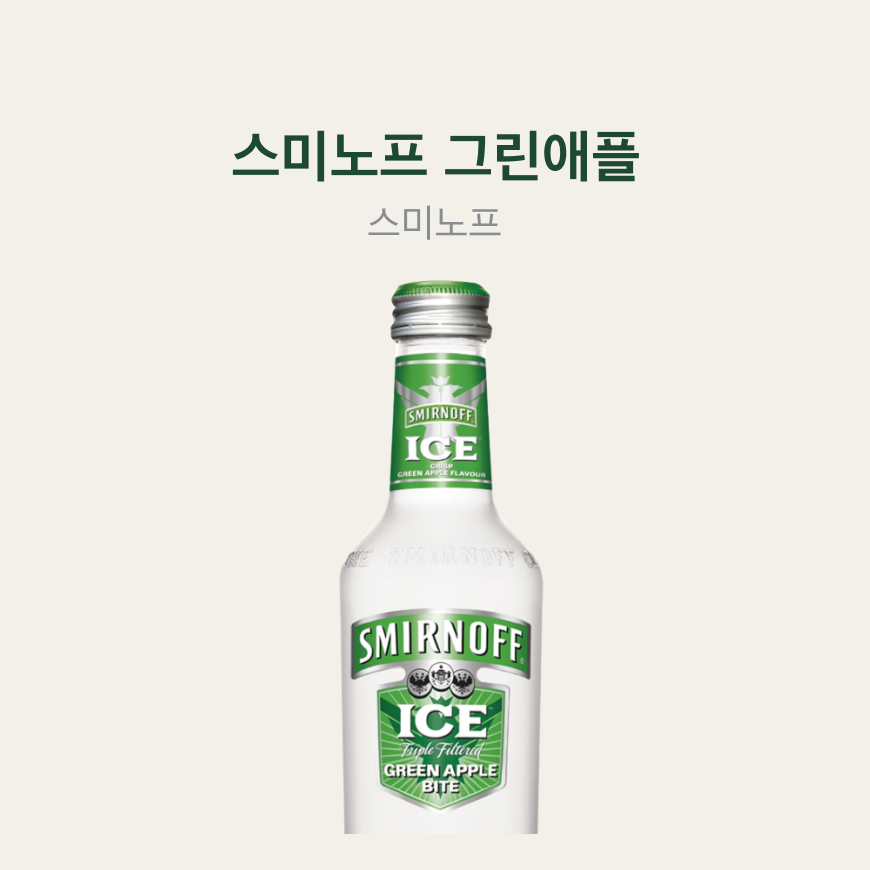 스미노프 그린애플
스미노프
SMIRNOFF
ICE
CRISP
GREEN APPLE FLAVOUR
SMIRNOFF
SMIRNOFF
ICE
Triple Filtered
GREEN APPLE
BITE